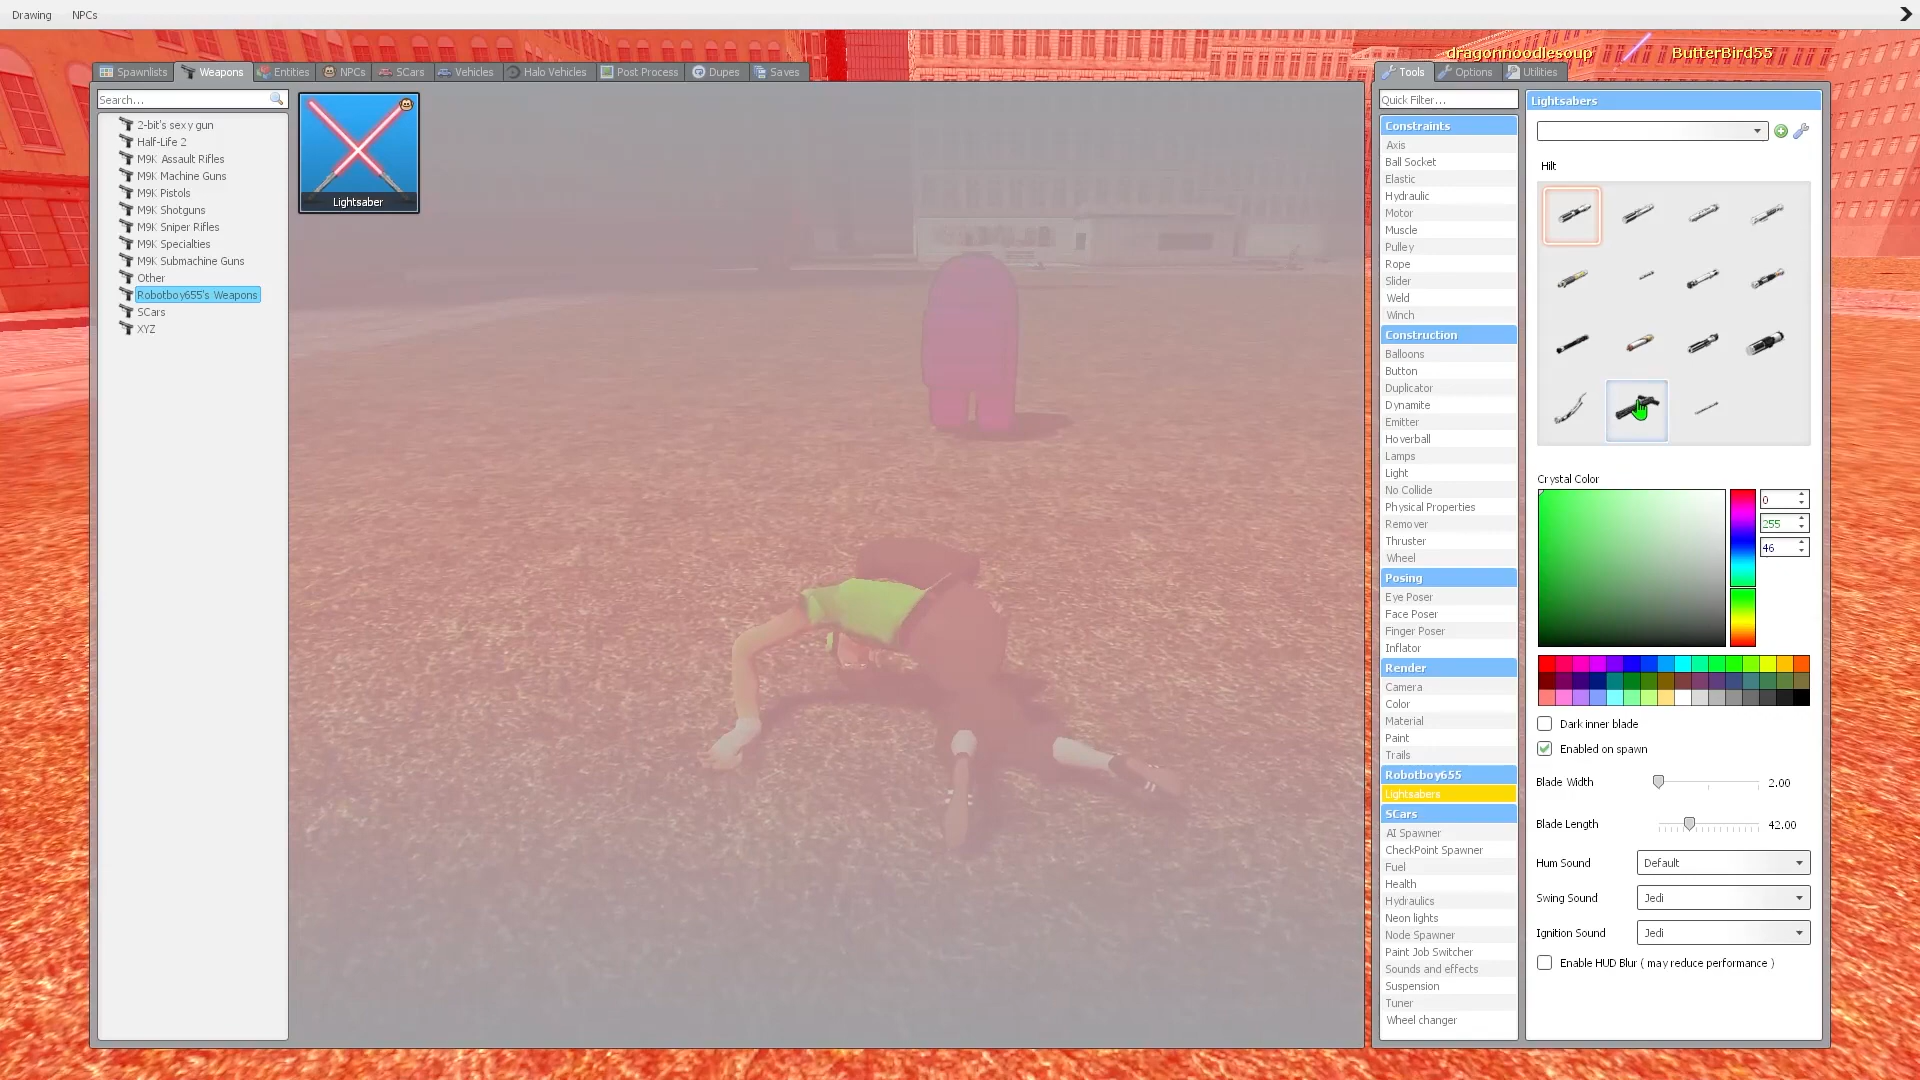 Drawing NPCs
dragonnoodlesoup ButterBird55
Spawnlists Weapons Entities NPCs SCars Vehicles Halo Vehicles Post Process Dupes Saves
Search...
2-bit's sexy gun
Half-Life 2
M9K Assault Rifles
M9K Machine Guns
M9K Pistols
M9K Shotguns
M9K Sniper Rifles
M9K Specialties
M9K Submachine Guns
Other
Robotboy655's Weapons
SCars
XYZ
Lightsaber
Tools Options Utilities
Quick Filter...
Constraints
Axis
Ball Socket
Elastic
Hydraulic
Motor
Muscle
Pulley
Rope
Slider
Weld
Winch
Construction
Balloons
Button
Duplicator
Dynamite
Emitter
Hoverball
Lamps
Light
No Collide
Physical Properties
Remover
Thruster
Wheel
Posing
Eye Poser
Face Poser
Finger Poser
Inflator
Render
Camera
Color
Material
Paint
Trails
Robotboy655
Lightsabers
SCars
AI Spawner
CheckPoint Spawner
Fuel
Health
Hydraulics
Neon lights
Node Spawner
Paint Job Switcher
Sounds and effects
Suspension
Tuner
Wheel changer
Lightsabers
Hilt
Crystal Color
0
255
46
Dark inner blade
Enabled on spawn
Blade Width 2.00
Blade Length 42.00
Hum Sound Default
Swing Sound Jedi
Ignition Sound Jedi
Enable HUD Blur ( may reduce performance )